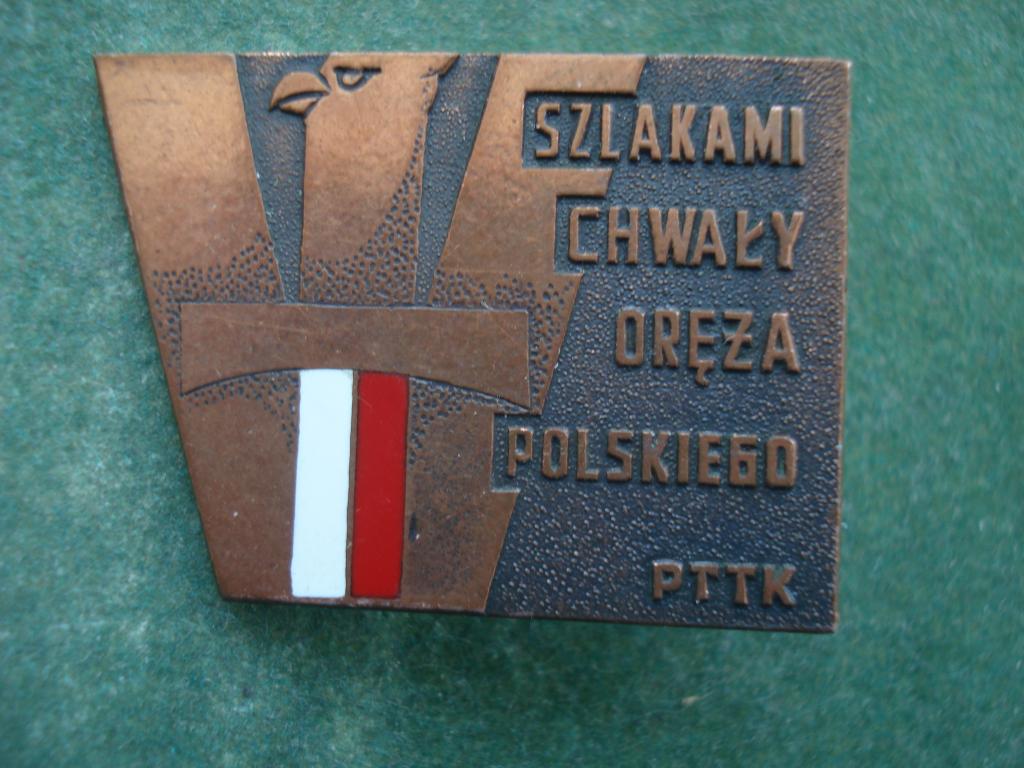 SZLAKAMI
CHWAŁY
ORĘŻA
POLSKIEGO
PTTK